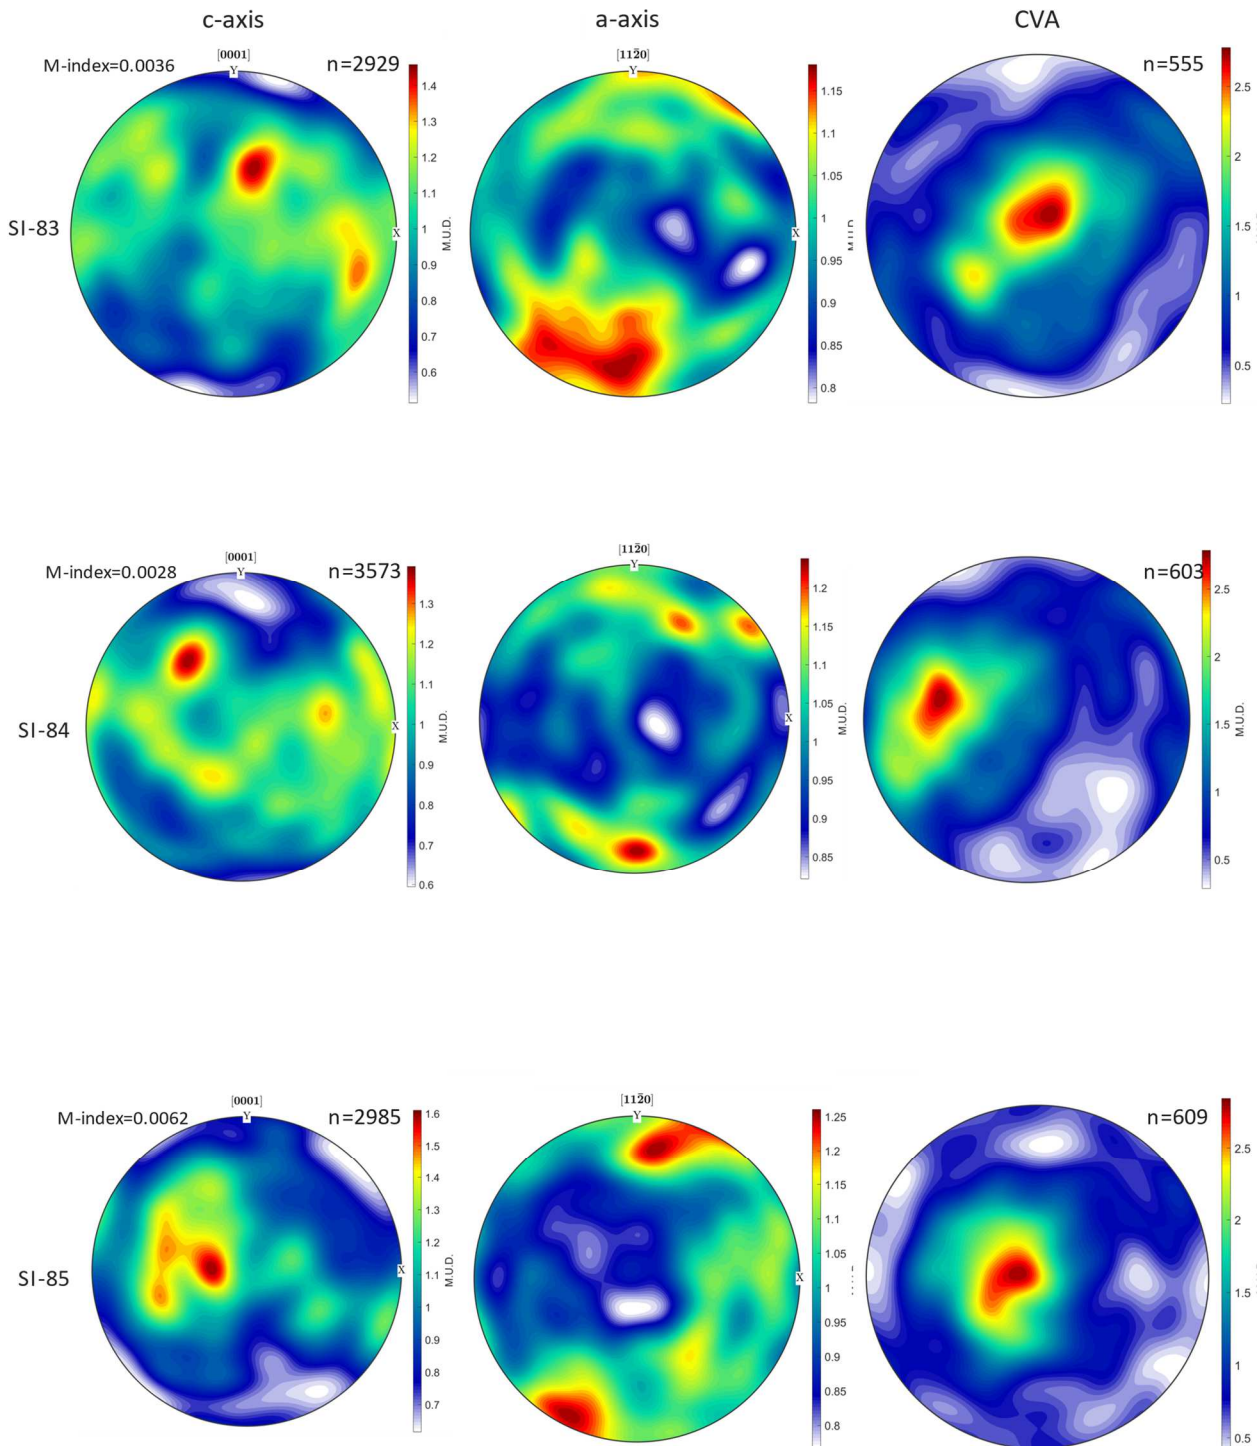 c-axis a-axis CVA
M-index=0.0036 [0001] n=2929 [112̄0] n=555
Y Y
1.4 1.15 2.5
1.3 1.1 2
1.2 1.05
1.1 1 1.5
SI-83 X M.U.D. X M.U.D.
1 0.95 1
0.9 0.9
0.8 0.85 0.5
0.7 0.8
0.6
M-index=0.0028 [0001] n=3573 [112̄0] n=603
Y Y
1.3 1.2 2.5
1.2 1.15 2
1.1 1.1
SI-84 X M.U.D. X M.U.D. M.U.D.
1 1.05 1.5
0.9 1 1
0.8 0.95
0.7 0.9 0.5
0.6 0.85
M-index=0.0062 [0001] n=2985 [112̄0] n=609
Y Y
1.6 1.25 2.5
1.5 1.2
1.4 1.15 2
1.3 1.1
1.2 1.05
SI-85 X M.U.D. X
1.1 1 1.5
1 0.95
0.9 0.9 1
0.8 0.85
0.7 0.8 0.5